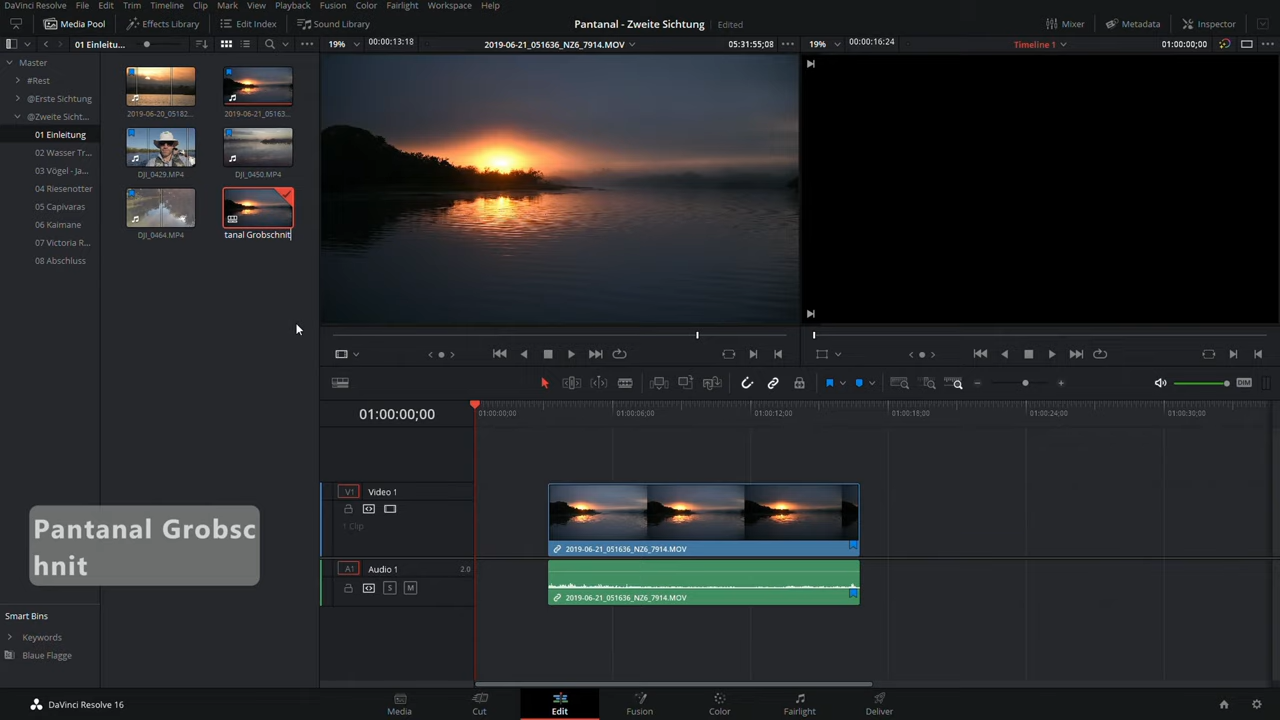 DaVinci Resolve File Edit Trim Timeline Clip Mark View Playback Fusion Color Fairlight Workspace Help
Media Pool Effects Library Edit Index Sound Library Pantanal - Zweite Sichtung Edited Mixer Metadata Inspector
01 Einleitu... 19% 00:00:13:18 2019-06-21_051636_NZ6_7914.MOV 05:31:55;08 19% 00:00:16:24 Timeline 1 01:00:00;00
Master
#Rest
@Erste Sichtung
@Zweite Sicht...
01 Einleitung
02 Wasser Tr...
03 Vögel - Ja...
04 Riesenotter
05 Capivaras
06 Kaimane
07 Victoria R...
08 Abschluss
2019-06-20_05182... 2019-06-21_05163...
DJI_0429.MP4 DJI_0450.MP4
DJI_0464.MP4 tanal Grobschnit
01:00:00;00
01:00:00;00 01:00:06;00 01:00:12;00 01:00:18;00 01:00:24;00 01:00:30;00
DIM
V1 Video 1
1 Clip
2019-06-21_051636_NZ6_7914.MOV
A1 Audio 1 2.0
S M
2019-06-21_051636_NZ6_7914.MOV
Pantanal Grobsc
hnit
Smart Bins
Keywords
Blaue Flagge
DaVinci Resolve 16
Media Cut Edit Fusion Color Fairlight Deliver